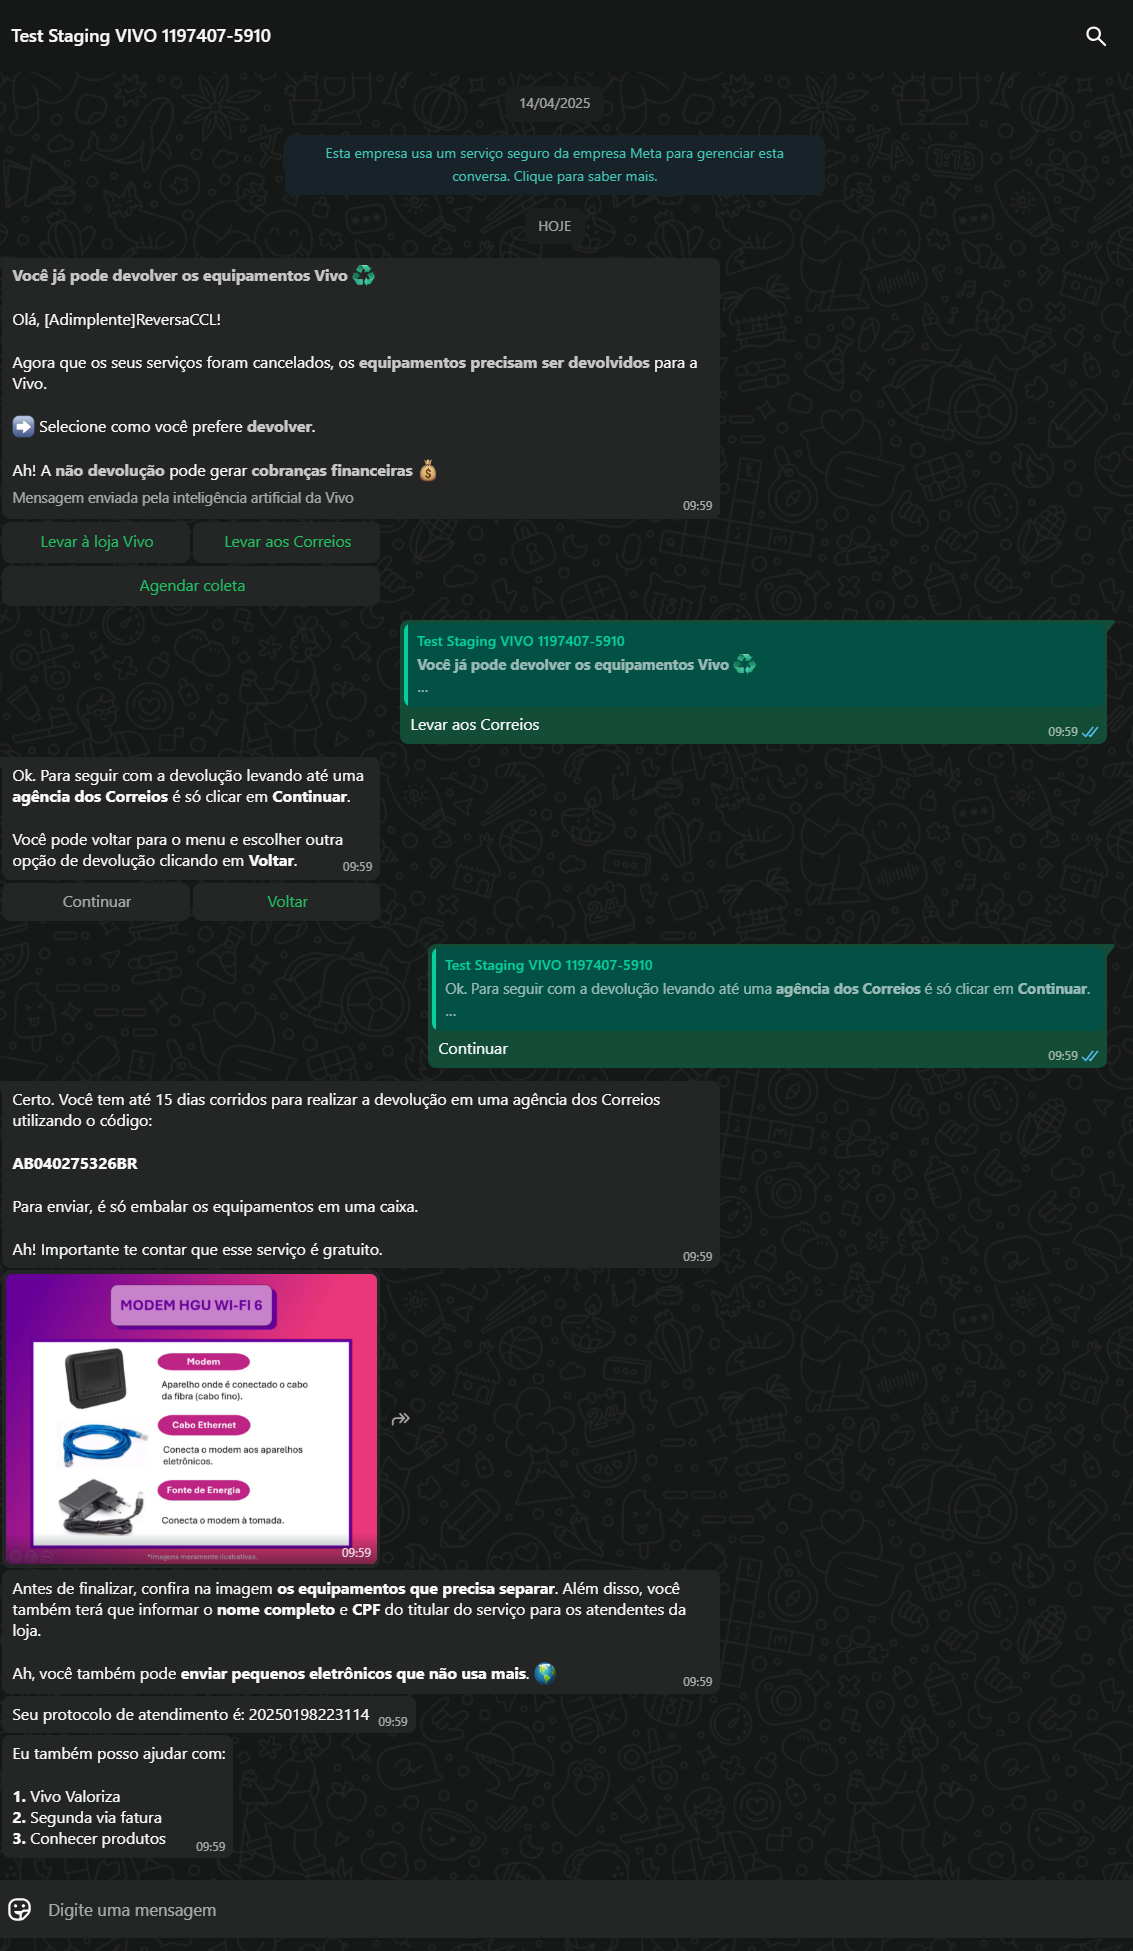 Test Staging VIVO 1197407-5910
14/04/2025
Esta empresa usa um serviço seguro da empresa Meta para gerenciar esta
conversa. Clique para saber mais.
HOJE
Você já pode devolver os equipamentos Vivo ♻️
Olá, [Adimplente]ReversaCCL!
Agora que os seus serviços foram cancelados, os equipamentos precisam ser devolvidos para a
Vivo.
➡️ Selecione como você prefere devolver.
Ah! A não devolução pode gerar cobranças financeiras 💰
Mensagem enviada pela inteligência artificial da Vivo
09:59
Levar à loja Vivo
Levar aos Correios
Agendar coleta
Test Staging VIVO 1197407-5910
Você já pode devolver os equipamentos Vivo ♻️
...
Levar aos Correios
09:59
Ok. Para seguir com a devolução levando até uma
agência dos Correios é só clicar em Continuar.
Você pode voltar para o menu e escolher outra
opção de devolução clicando em Voltar.
09:59
Continuar
Voltar
Test Staging VIVO 1197407-5910
Ok. Para seguir com a devolução levando até uma agência dos Correios é só clicar em Continuar.
...
Continuar
09:59
Certo. Você tem até 15 dias corridos para realizar a devolução em uma agência dos Correios
utilizando o código:
AB040275326BR
Para enviar, é só embalar os equipamentos em uma caixa.
Ah! Importante te contar que esse serviço é gratuito.
09:59
MODEM HGU WI-FI 6
Modem
Aparelho onde é conectado o cabo
da fibra (cabo fino).
Cabo Ethernet
Conecta o modem aos aparelhos
eletrônicos.
Fonte de Energia
Conecta o modem à tomada.
*Imagens meramente ilustrativas.
09:59
Antes de finalizar, confira na imagem os equipamentos que precisa separar. Além disso, você
também terá que informar o nome completo e CPF do titular do serviço para os atendentes da
loja.
Ah, você também pode enviar pequenos eletrônicos que não usa mais. 🌎
09:59
Seu protocolo de atendimento é: 20250198223114
09:59
Eu também posso ajudar com:
1. Vivo Valoriza
2. Segunda via fatura
3. Conhecer produtos
09:59
Digite uma mensagem